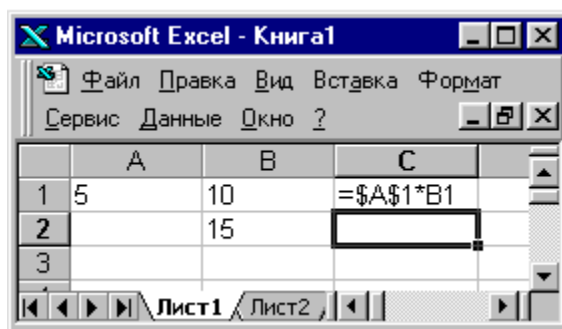 Microsoft Excel - Книга1
Файл Правка Вид Вставка Формат
Сервис Данные Окно ?
A B C
1 5 10 =$A$1*B1
2 15
3
Лист1 Лист2